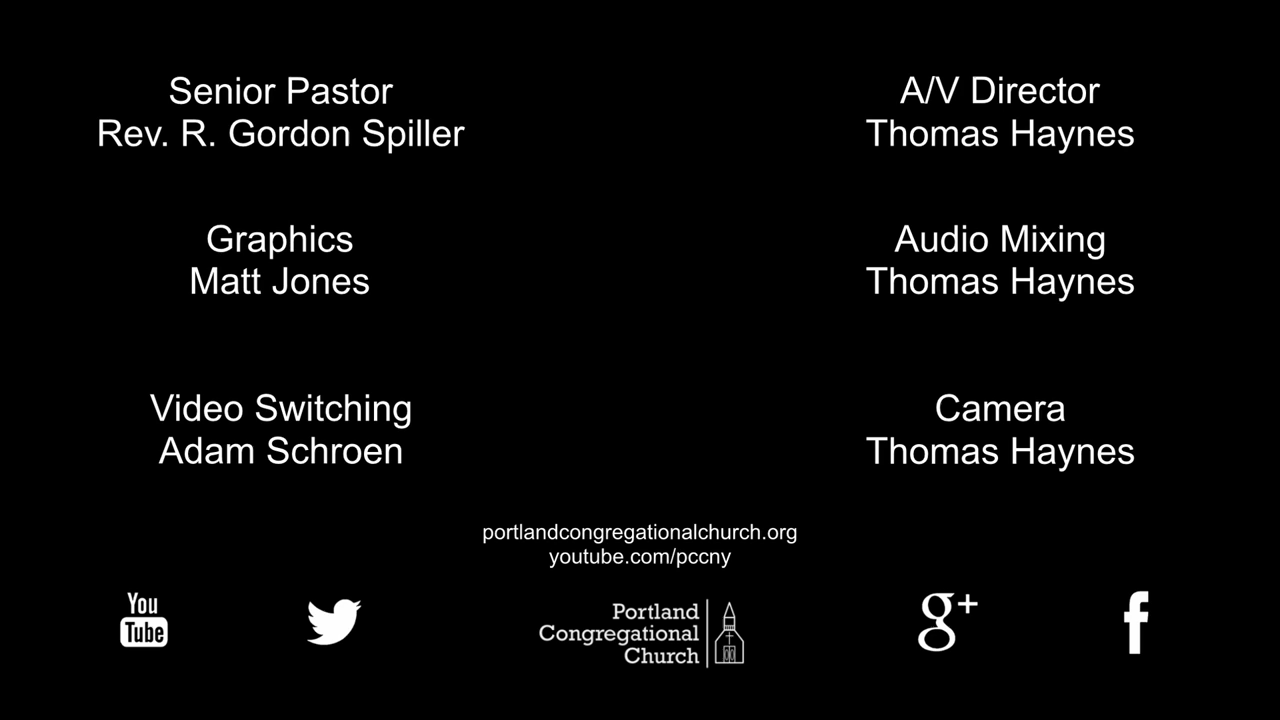 Senior Pastor
Rev. R. Gordon Spiller
A/V Director
Thomas Haynes
Graphics
Matt Jones
Audio Mixing
Thomas Haynes
Video Switching
Adam Schroen
Camera
Thomas Haynes
portlandcongregationalchurch.org
youtube.com/pccny
You
Tube
Portland
Congregational
Church
g+
f